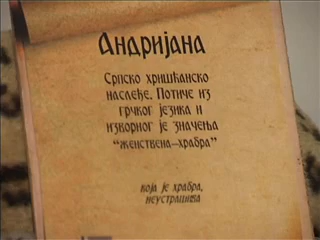 Андријана
Српско хришћанско
наслеђе. Потиче из
грчког језика и
изворног је значења
“женствена–храбра”
која је храбра,
неустрашива